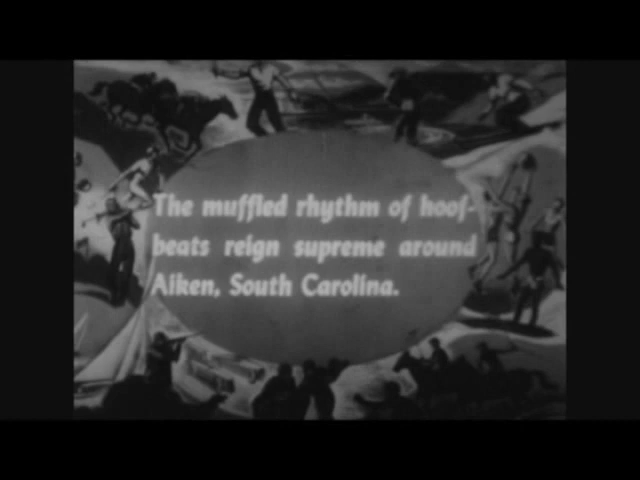 The muffled rhythm of hoof-
beats reign supreme around
Aiken, South Carolina.